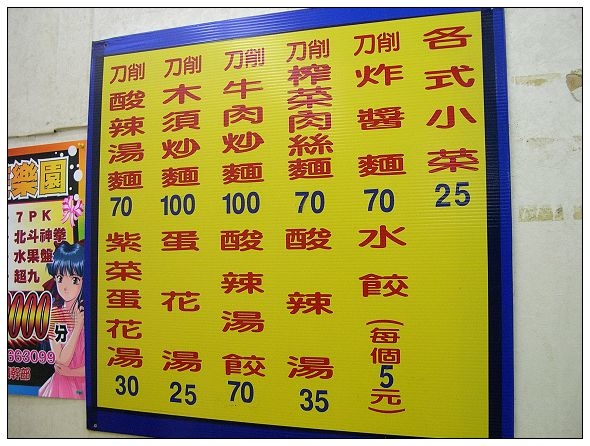 各式小菜
25
刀削炸醬麵
70
刀削榨菜肉絲麵
70
刀削牛肉炒麵
100
刀削木須炒麵
100
刀削酸辣湯麵
70
水餃(每個5元)
酸辣湯
35
酸辣湯餃
70
蛋花湯
25
紫菜蛋花湯
30
樂園
7PK
北斗神拳
水果盤
超九
000分
663099